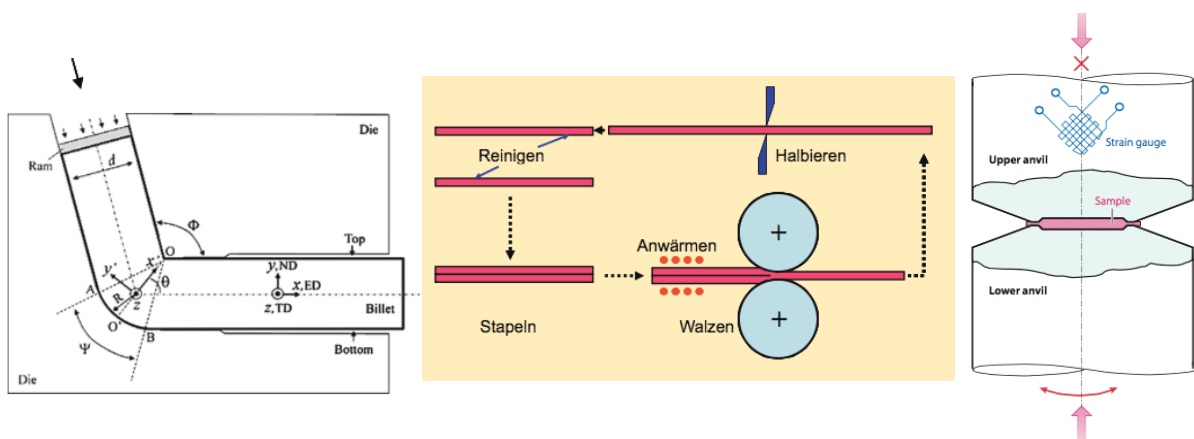 Die
Ram
d
Φ
O
Top
y'
x'
θ
y,ND
x,ED
A
R
z
z,TD
Billet
O'
B
Ψ
Bottom
Die
Reinigen
Halbieren
Anwärmen
Stapeln
Walzen
Strain gauge
Upper anvil
Sample
Lower anvil